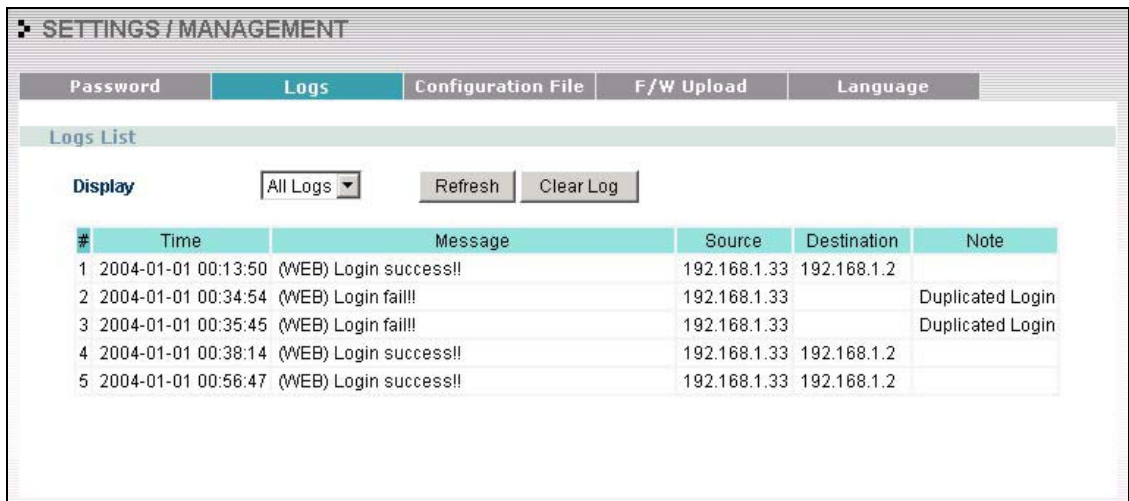 SETTINGS / MANAGEMENT
Password Logs Configuration File F/W Upload Language
Logs List
Display All Logs Refresh Clear Log
# Time Message Source Destination Note
1 2004-01-01 00:13:50 (WEB) Login success!! 192.168.1.33 192.168.1.2
2 2004-01-01 00:34:54 (WEB) Login fail!! 192.168.1.33 Duplicated Login
3 2004-01-01 00:35:45 (WEB) Login fail!! 192.168.1.33 Duplicated Login
4 2004-01-01 00:38:14 (WEB) Login success!! 192.168.1.33 192.168.1.2
5 2004-01-01 00:56:47 (WEB) Login success!! 192.168.1.33 192.168.1.2